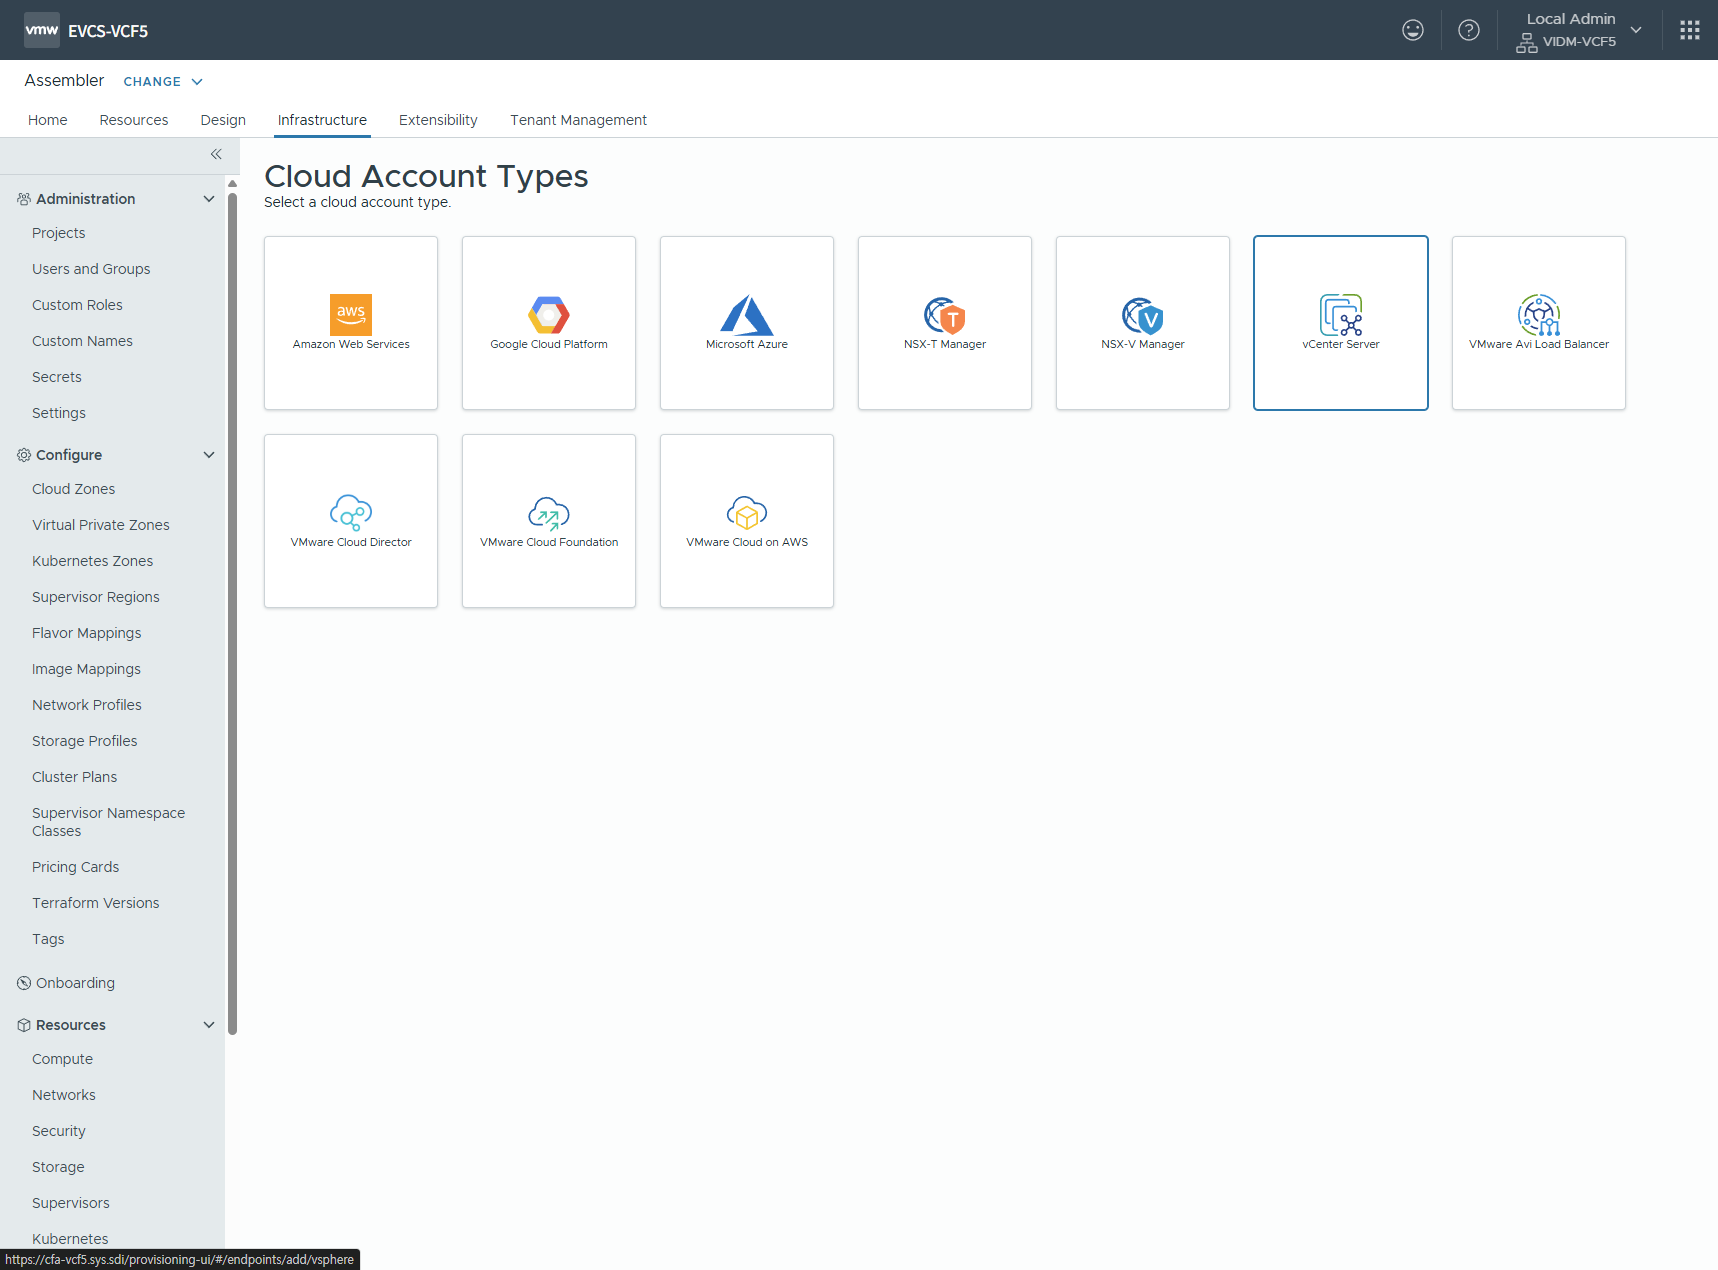 vmw EVCS-VCF5
Local Admin
VIDM-VCF5
Assembler CHANGE
Home Resources Design Infrastructure Extensibility Tenant Management
Administration
Projects
Users and Groups
Custom Roles
Custom Names
Secrets
Settings
Configure
Cloud Zones
Virtual Private Zones
Kubernetes Zones
Supervisor Regions
Flavor Mappings
Image Mappings
Network Profiles
Storage Profiles
Cluster Plans
Supervisor Namespace
Classes
Pricing Cards
Terraform Versions
Tags
Onboarding
Resources
Compute
Networks
Security
Storage
Supervisors
Kubernetes
https://cfa-vcf5.sys.sdi/provisioning-ui/#/endpoints/add/vsphere
Cloud Account Types
Select a cloud account type.
aws
Amazon Web Services
Google Cloud Platform
Microsoft Azure
T
NSX-T Manager
V
NSX-V Manager
vCenter Server
VMware Avi Load Balancer
VMware Cloud Director
VMware Cloud Foundation
VMware Cloud on AWS